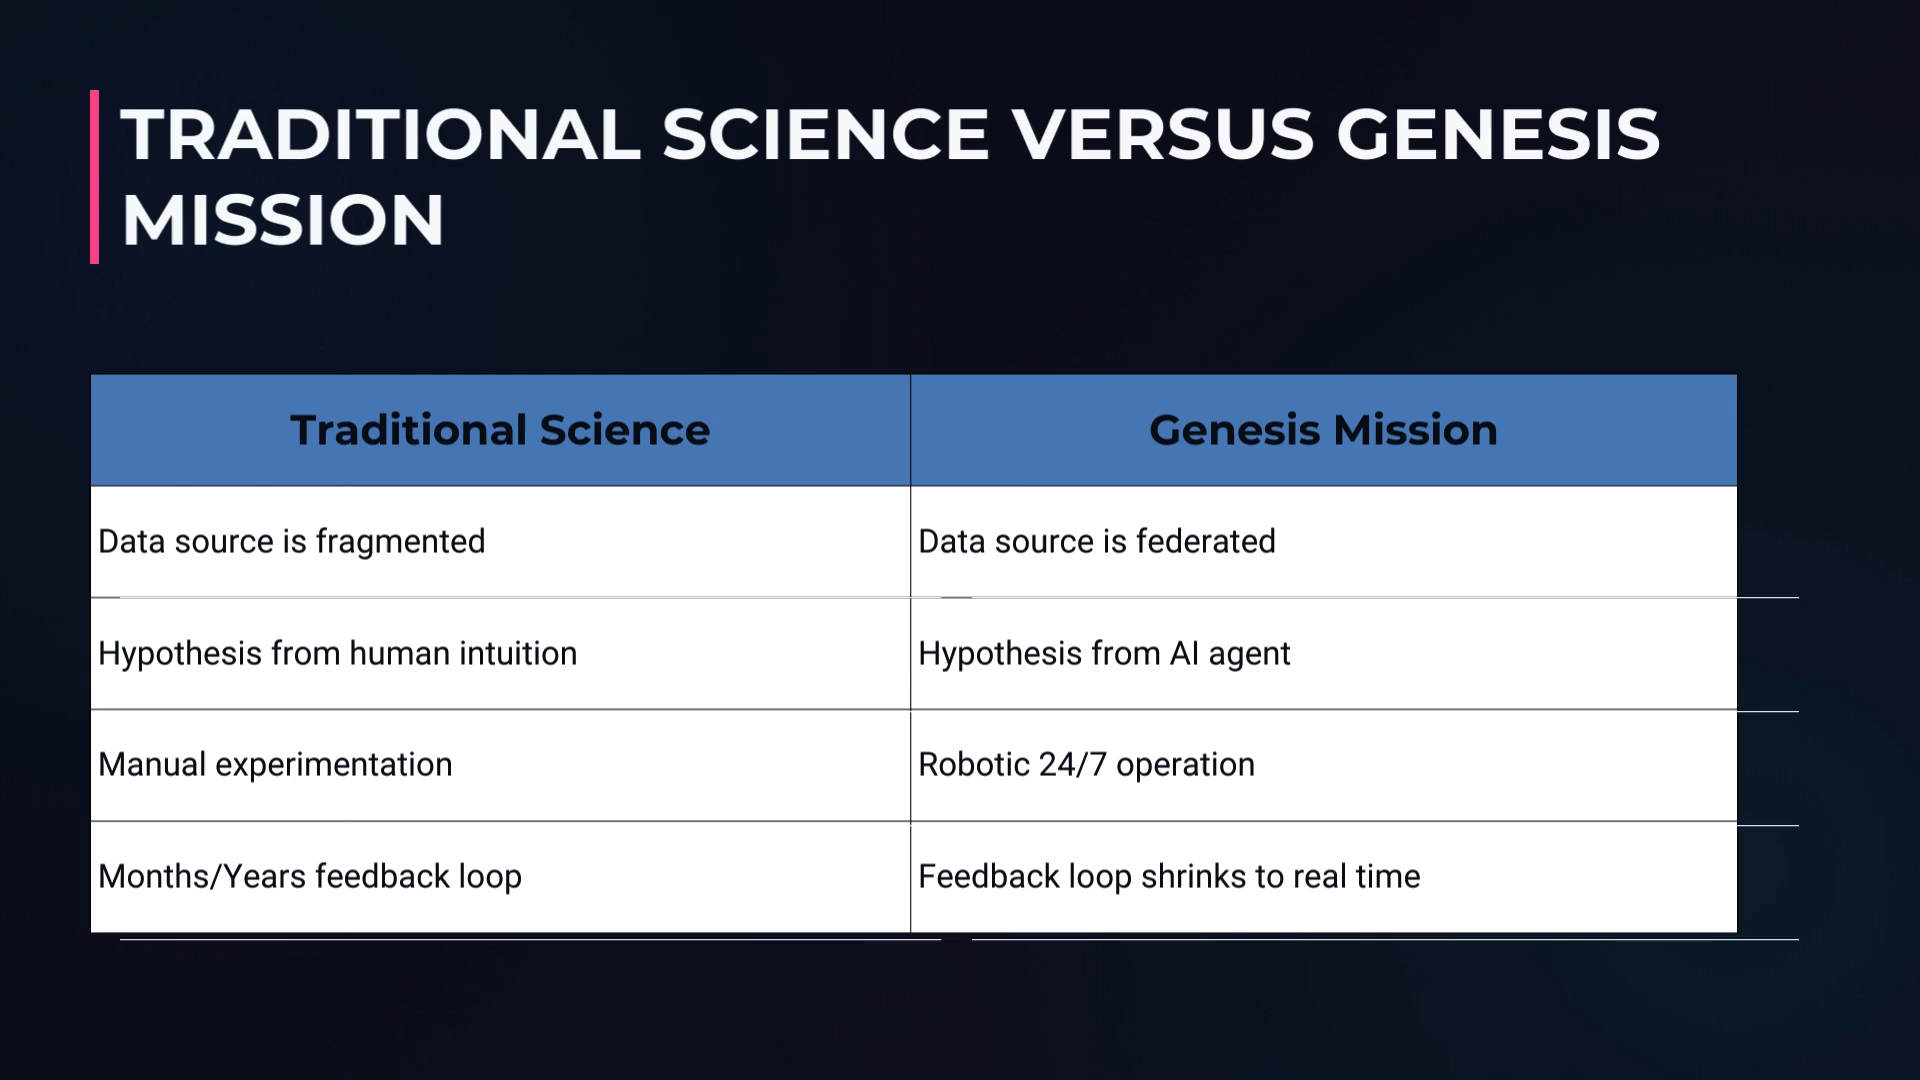 TRADITIONAL SCIENCE VERSUS GENESIS
MISSION
Traditional Science
Genesis Mission
Data source is fragmented
Data source is federated
Hypothesis from human intuition
Hypothesis from AI agent
Manual experimentation
Robotic 24/7 operation
Months/Years feedback loop
Feedback loop shrinks to real time